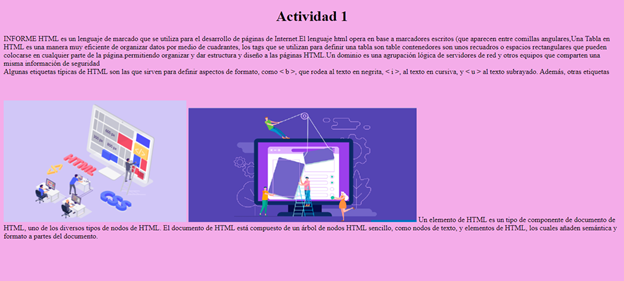 Actividad 1
INFORME HTML es un lenguaje de marcado que se utiliza para el desarrollo de páginas de Internet.El lenguaje html opera en base a marcadores escritos (que aparecen entre comillas angulares,Una Tabla en
HTML es una manera muy eficiente de organizar datos por medio de cuadrantes, los tags que se utilizan para definir una tabla son table contenedores son unos recuadros o espacios rectangulares que pueden
colocarse en cualquier parte de la página,permitiendo organizar y dar estructura y diseño a las páginas HTML Un dominio es una agrupación lógica de servidores de red y otros equipos que comparten una
misma información de seguridad
Algunas etiquetas típicas de HTML son las que sirven para definir aspectos de formato, como < b >, que rodea al texto en negrita, < i >, al texto en cursiva, y < u > al texto subrayado. Además, otras etiquetas
HTML
CSS
Un elemento de HTML es un tipo de componente de documento de
HTML, uno de los diversos tipos de nodos de HTML. El documento de HTML está compuesto de un árbol de nodos HTML sencillo, como nodos de texto, y elementos de HTML, los cuales añaden semántica y
formato a partes del documento.